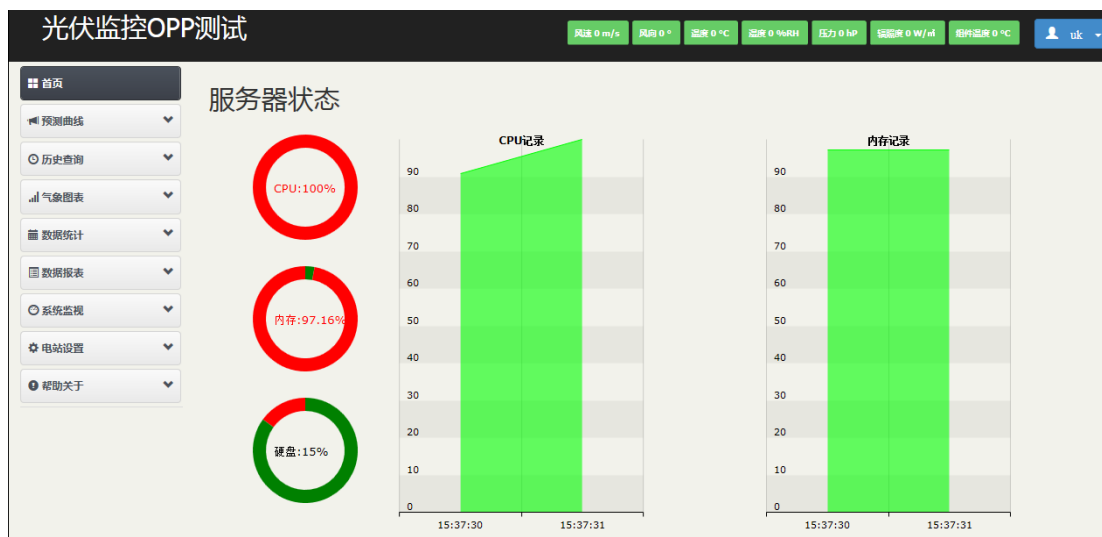 光伏监控OPP测试
风速 0 m/s 风向 0 ° 温度 0 °C 湿度 0 %RH 压力 0 hP 辐照度 0 W/㎡ 组件温度 0 °C uk
首页
预测曲线
历史查询
气象图表
数据统计
数据报表
系统监视
电站设置
帮助关于
服务器状态
CPU:100%
内存:97.16%
硬盘:15%
CPU记录
90
80
70
60
50
40
30
20
10
0
15:37:30 15:37:31
内存记录
90
80
70
60
50
40
30
20
10
0
15:37:30 15:37:31